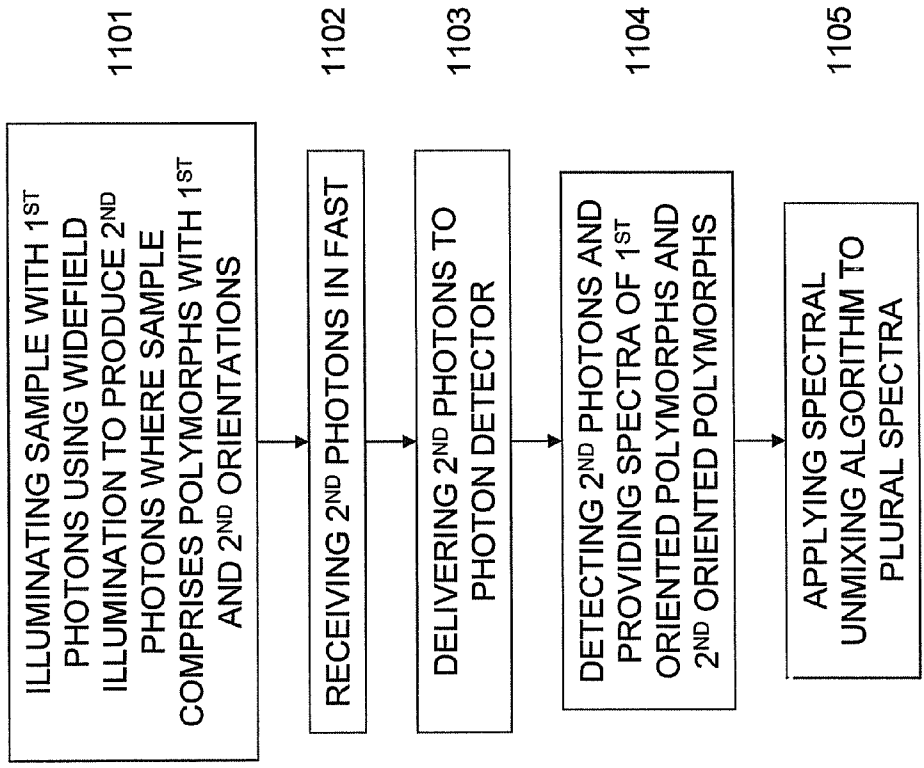 ILLUMINATING SAMPLE WITH 1ST
PHOTONS USING WIDEFIELD
ILLUMINATION TO PRODUCE 2ND
PHOTONS WHERE SAMPLE
COMPRISES POLYMORPHS WITH 1ST
AND 2ND ORIENTATIONS
1101
RECEIVING 2ND PHOTONS IN FAST
1102
DELIVERING 2ND PHOTONS TO
PHOTON DETECTOR
1103
DETECTING 2ND PHOTONS AND
PROVIDING SPECTRA OF 1ST
ORIENTED POLYMORPHS AND
2ND ORIENTED POLYMORPHS
1104
APPLYING SPECTRAL
UNMIXING ALGORITHM TO
PLURAL SPECTRA
1105